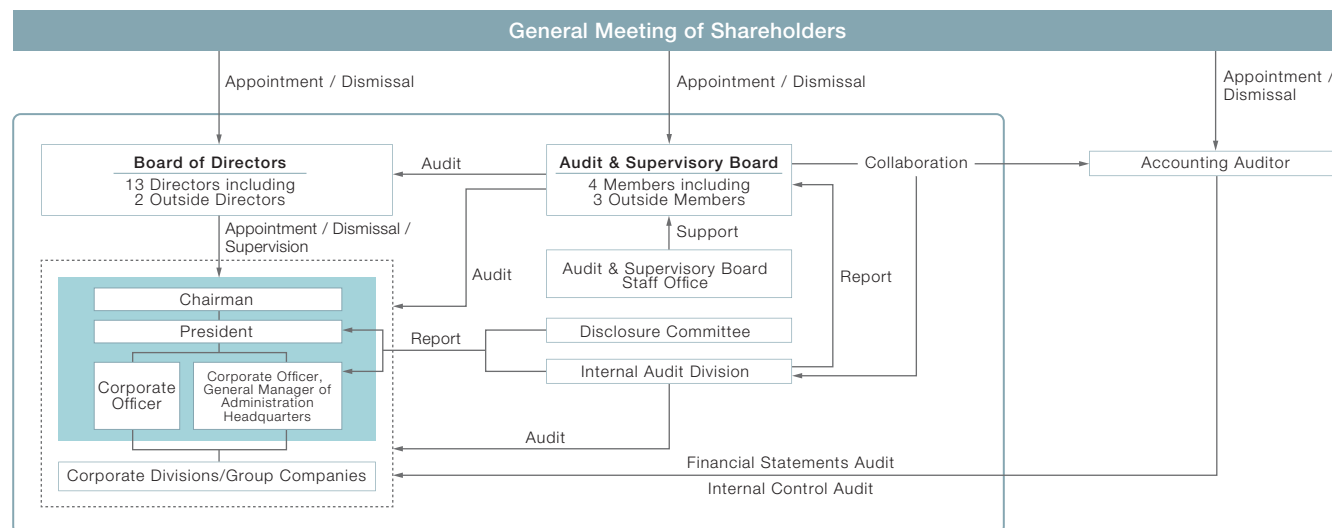 General Meeting of Shareholders
Appointment / Dismissal
Appointment / Dismissal
Appointment /
Dismissal
Board of Directors
13 Directors including
2 Outside Directors
Audit
Audit & Supervisory Board
4 Members including
3 Outside Members
Collaboration
Accounting Auditor
Appointment / Dismissal /
Supervision
Support
Audit
Audit & Supervisory Board
Staff Office
Report
Chairman
President
Report
Disclosure Committee
Internal Audit Division
Corporate
Officer
Corporate Officer,
General Manager of
Administration
Headquarters
Audit
Corporate Divisions/Group Companies
Financial Statements Audit
Internal Control Audit